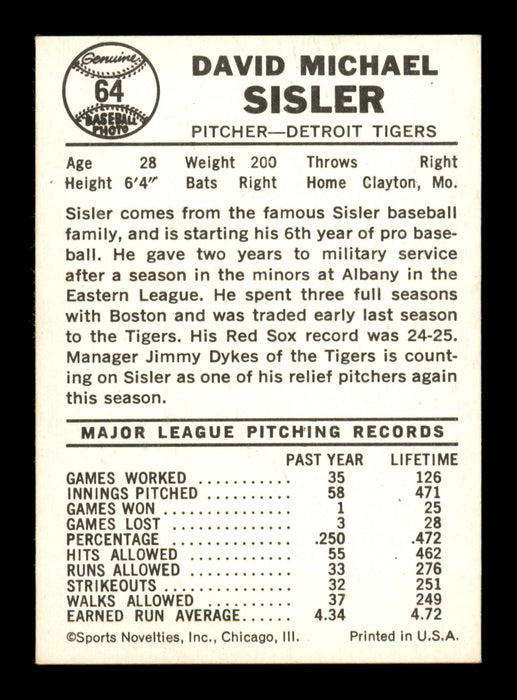 Genuine
64
BASEBALL
PHOTO
DAVID MICHAEL
SISLER
PITCHER—DETROIT TIGERS
Age 28 Weight 200 Throws Right
Height 6'4" Bats Right Home Clayton, Mo.
Sisler comes from the famous Sisler baseball
family, and is starting his 6th year of pro base-
ball. He gave two years to military service
after a season in the minors at Albany in the
Eastern League. He spent three full seasons
with Boston and was traded early last season
to the Tigers. His Red Sox record was 24-25.
Manager Jimmy Dykes of the Tigers is count-
ing on Sisler as one of his relief pitchers again
this season.
MAJOR LEAGUE PITCHING RECORDS
PAST YEAR LIFETIME
GAMES WORKED .......... 35 126
INNINGS PITCHED ......... 58 471
GAMES WON ............. 1 25
GAMES LOST ............. 3 28
PERCENTAGE ............. .250 .472
HITS ALLOWED ........... 55 462
RUNS ALLOWED .......... 33 276
STRIKEOUTS ............. 32 251
WALKS ALLOWED ......... 37 249
EARNED RUN AVERAGE...... 4.34 4.72
©Sports Novelties, Inc., Chicago, Ill. Printed in U.S.A.